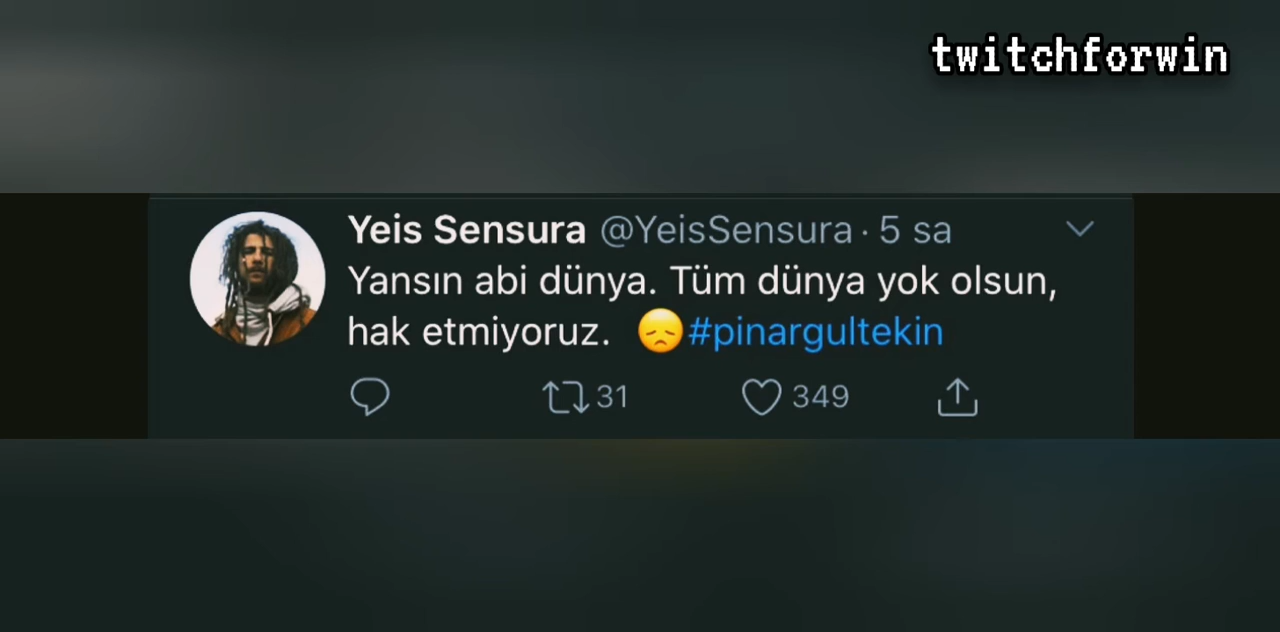 twitchforwin
Yeis Sensura @YeisSensura · 5 sa
Yansın abi dünya. Tüm dünya yok olsun,
hak etmiyoruz. 😞#pinargultekin
31 349